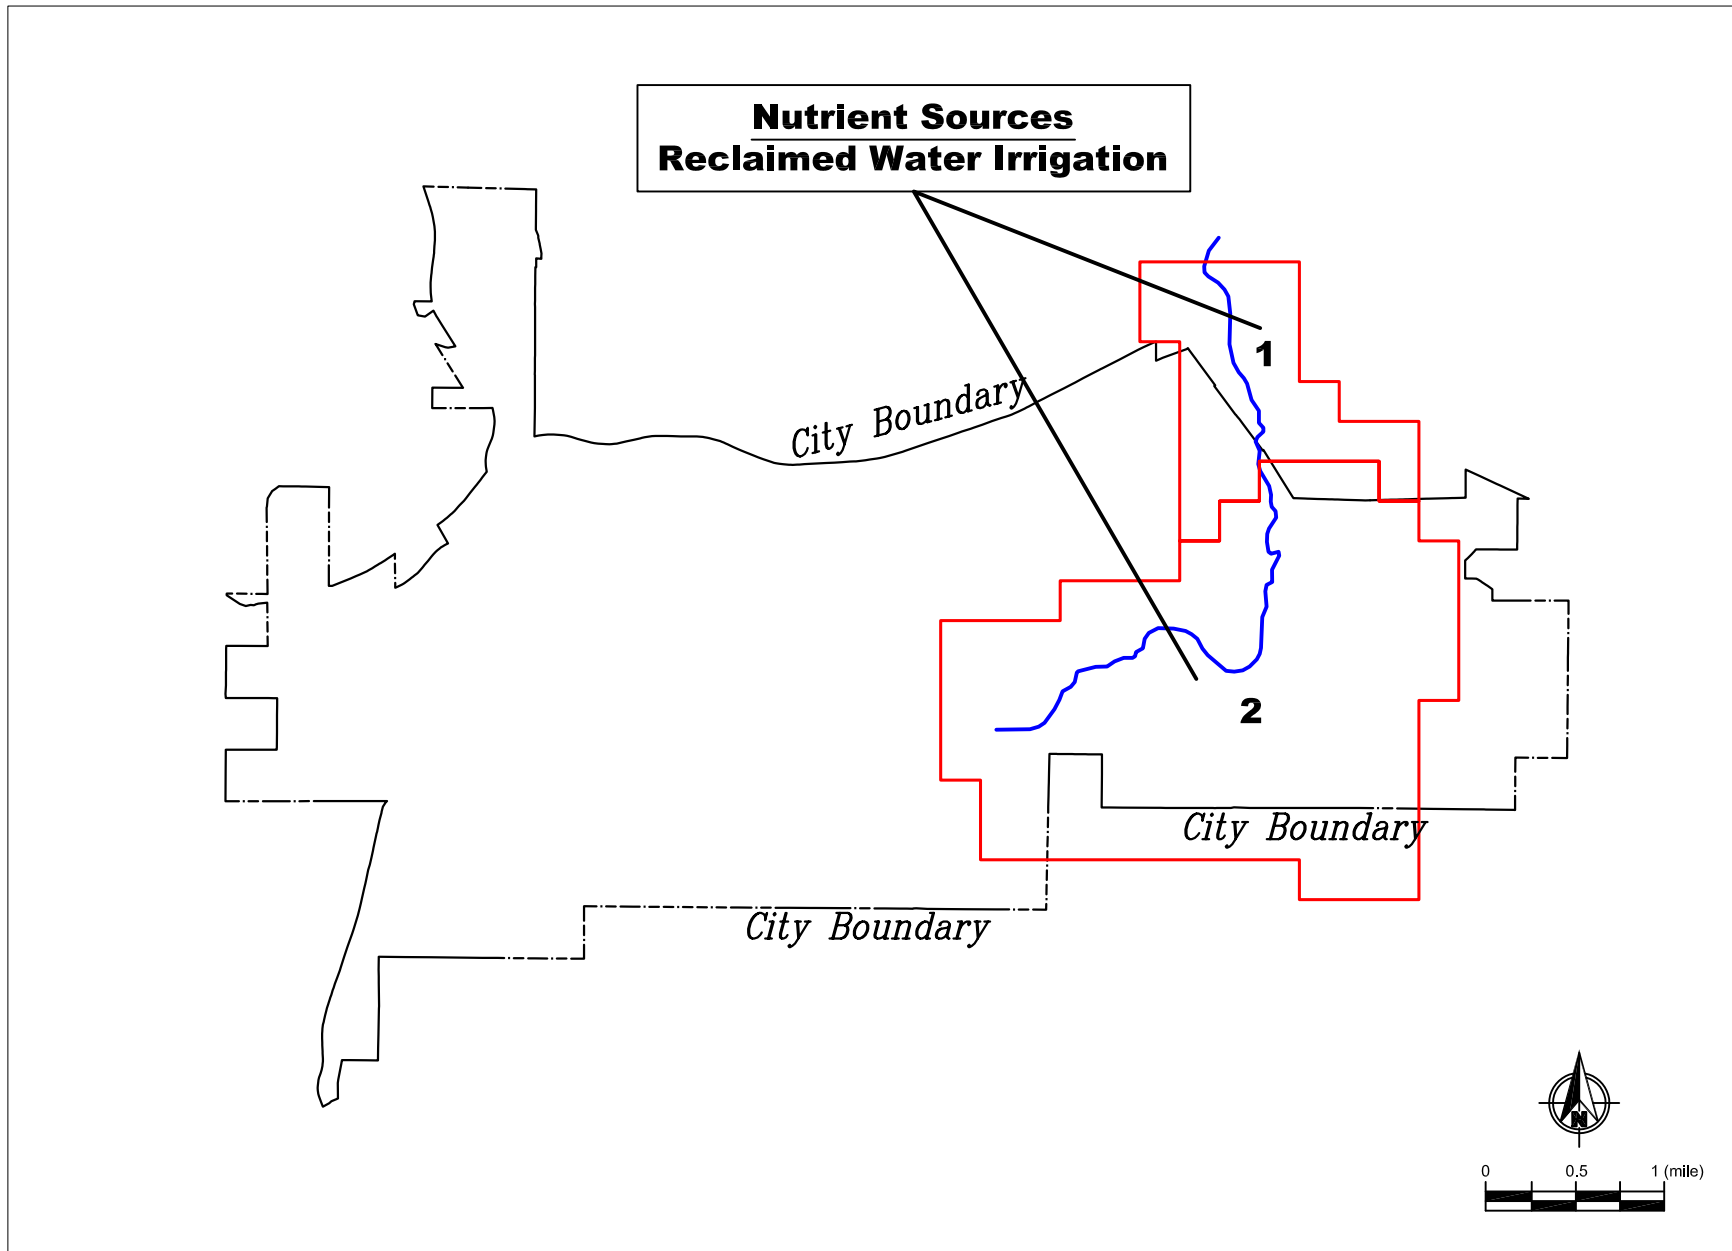 Nutrient Sources
Reclaimed Water Irrigation
1
City Boundary
2
City Boundary
City Boundary
N
0 0.5 1 (mile)